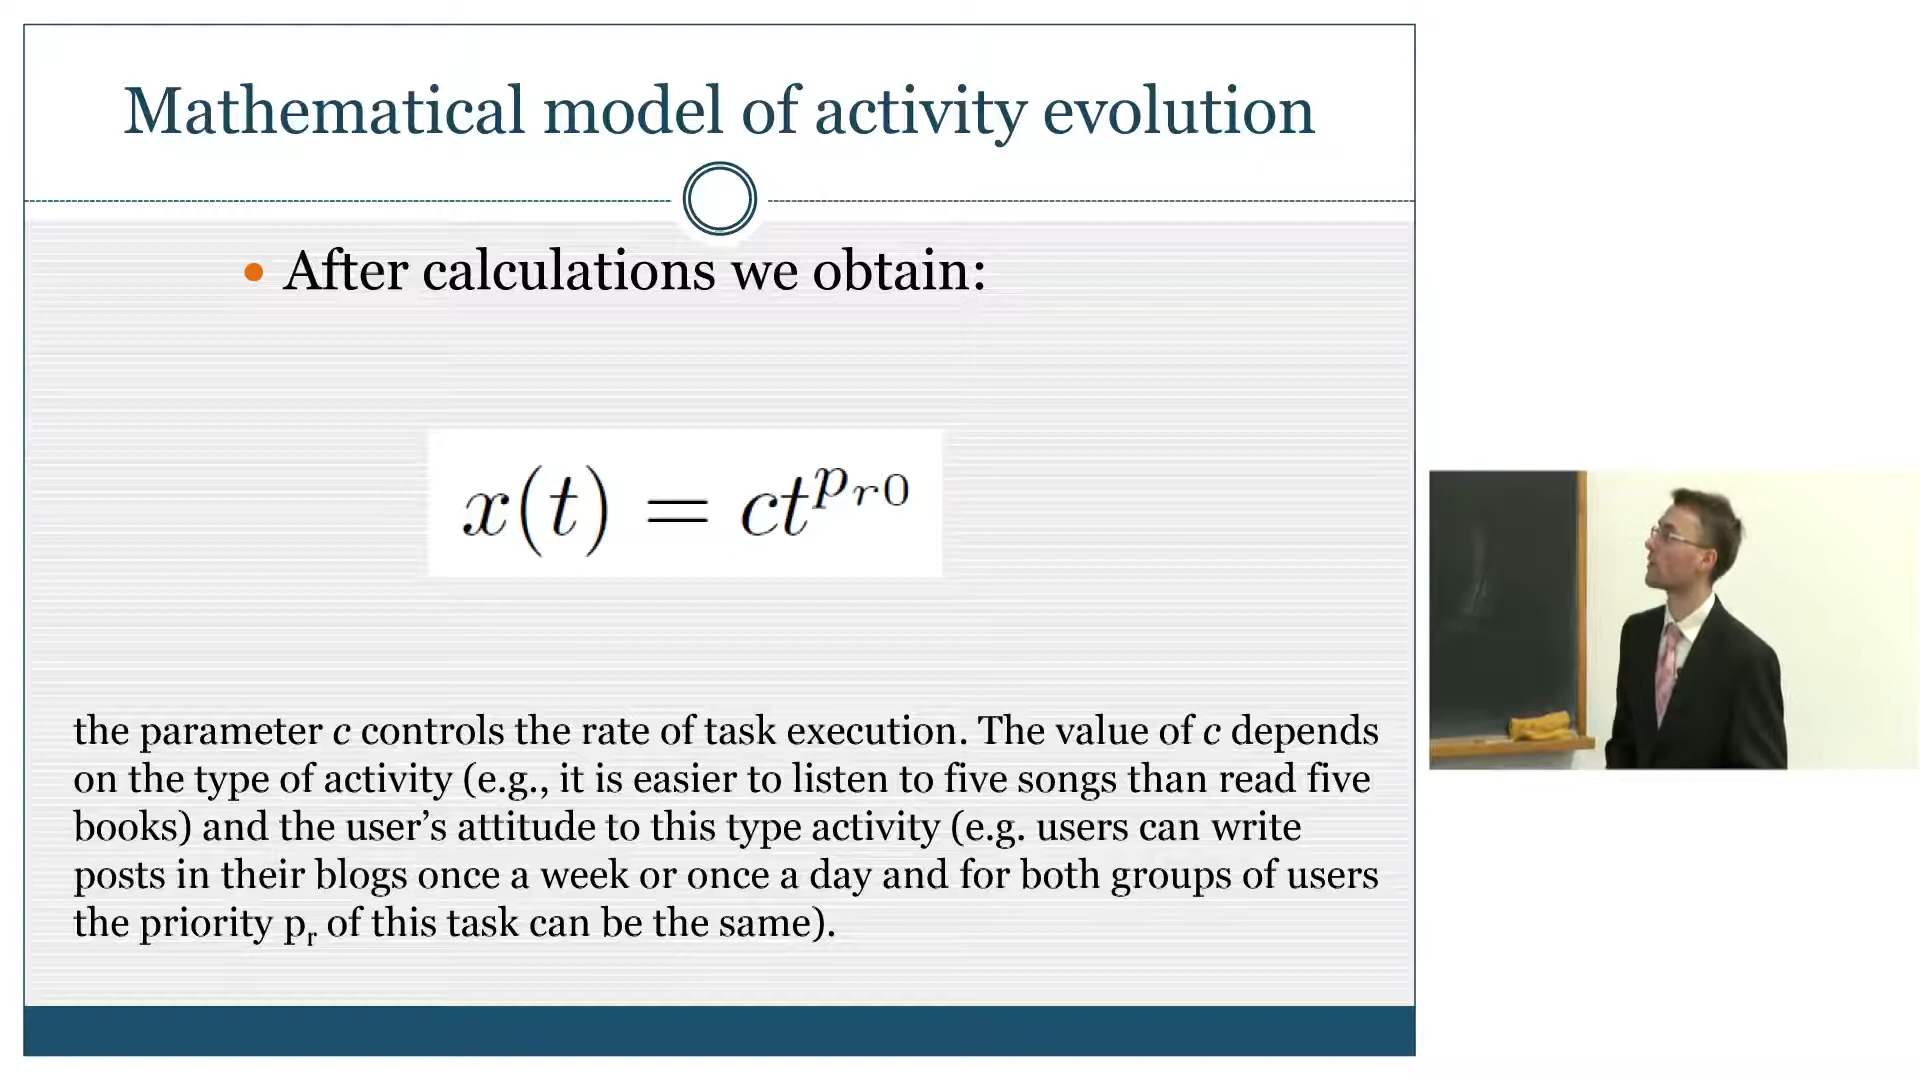 Mathematical model of activity evolution
• After calculations we obtain:
x(t) = ct^{p_{r0}}
the parameter c controls the rate of task execution. The value of c depends
on the type of activity (e.g., it is easier to listen to five songs than read five
books) and the user’s attitude to this type activity (e.g. users can write
posts in their blogs once a week or once a day and for both groups of users
the priority p_r of this task can be the same).